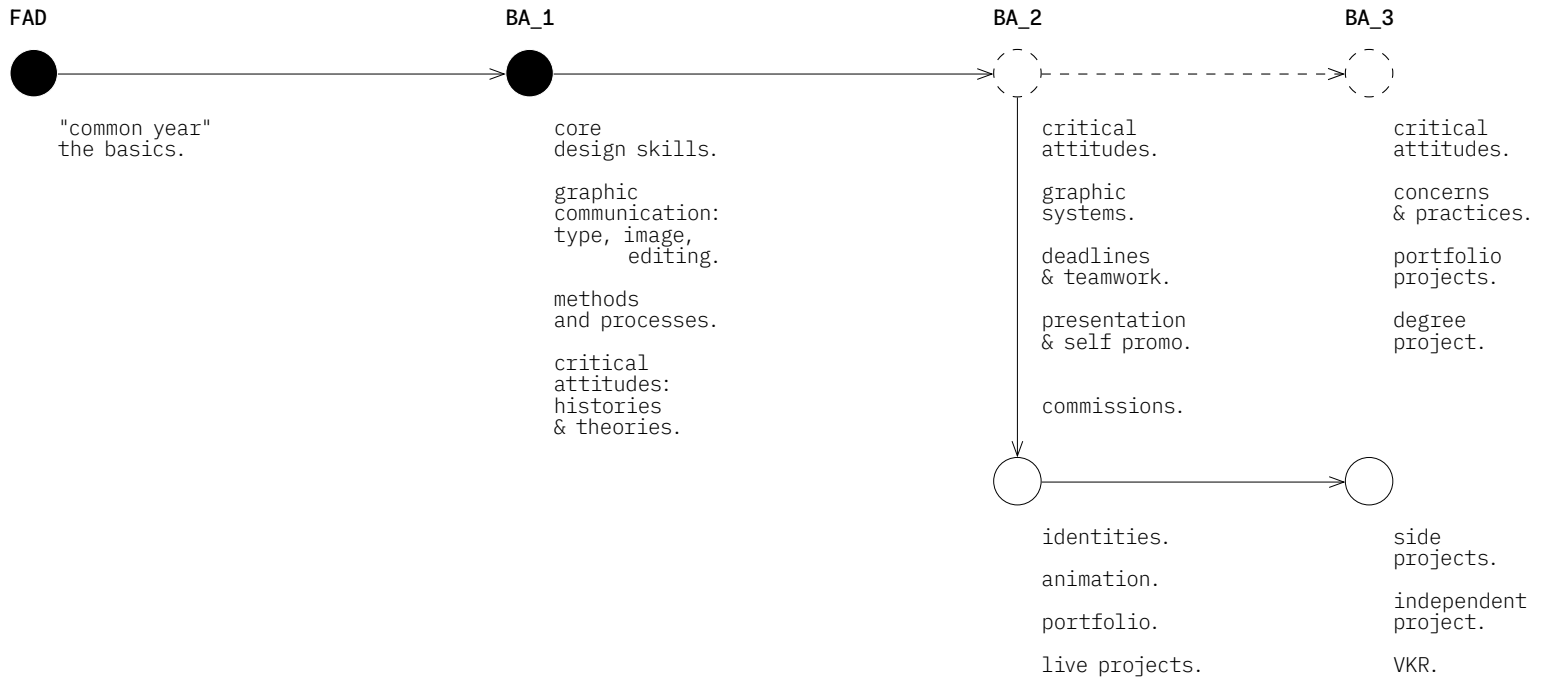 FAD
BA_1
BA_2
BA_3
"common year"
the basics.
core
design skills.
graphic
communication:
type, image,
editing.
methods
and processes.
critical
attitudes:
histories
& theories.
critical
attitudes.
graphic
systems.
deadlines
& teamwork.
presentation
& self promo.
commissions.
critical
attitudes.
concerns
& practices.
portfolio
projects.
degree
project.
identities.
animation.
portfolio.
live projects.
side
projects.
independent
project.
VKR.